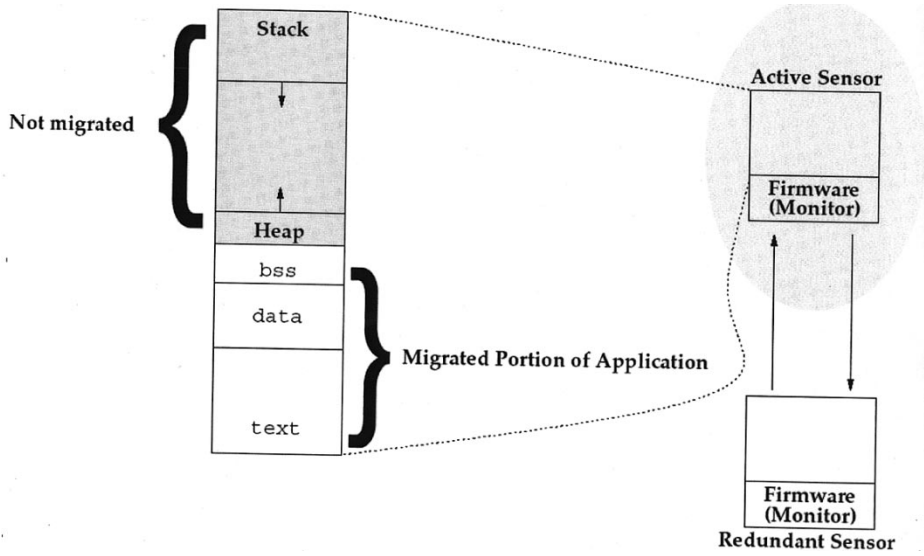 Stack
Not migrated
Heap
bss
data
text
Migrated Portion of Application
Active Sensor
Firmware
(Monitor)
Firmware
(Monitor)
Redundant Sensor